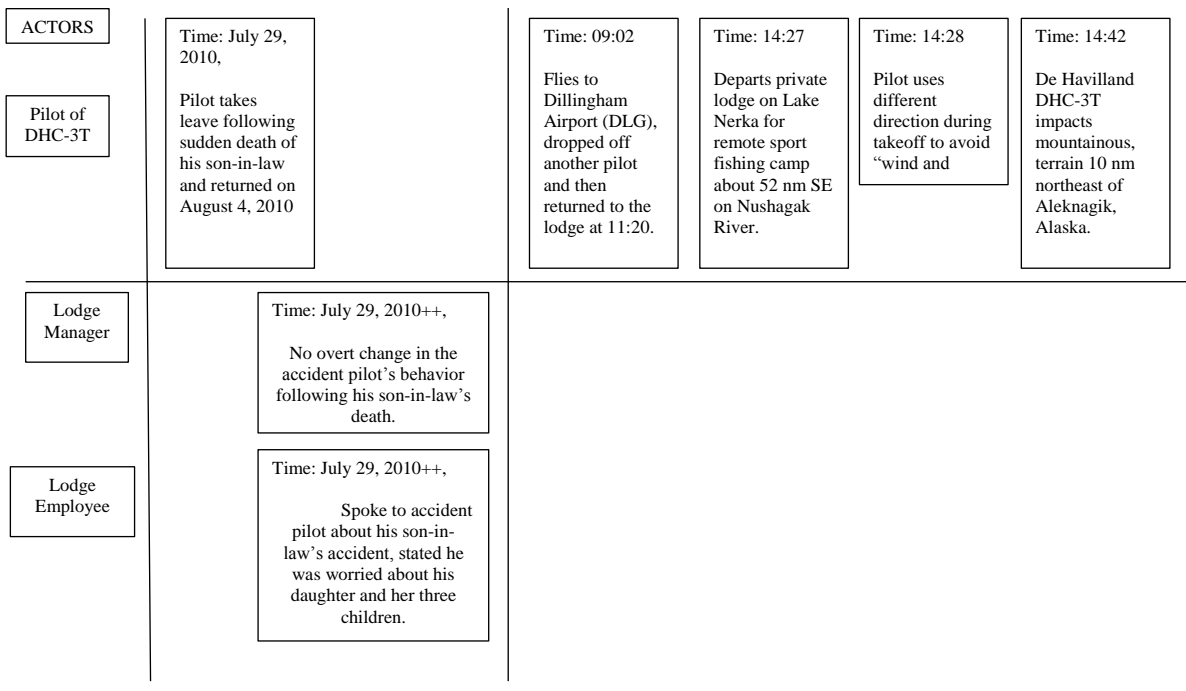 ACTORS
Pilot of
DHC-3T
Time: July 29,
2010,
Pilot takes
leave following
sudden death of
his son-in-law
and returned on
August 4, 2010
Time: 09:02
Flies to
Dillingham
Airport (DLG),
dropped off
another pilot
and then
returned to the
lodge at 11:20.
Time: 14:27
Departs private
lodge on Lake
Nerka for
remote sport
fishing camp
about 52 nm SE
on Nushagak
River.
Time: 14:28
Pilot uses
different
direction during
takeoff to avoid
“wind and
Time: 14:42
De Havilland
DHC-3T
impacts
mountainous,
terrain 10 nm
northeast of
Aleknagik,
Alaska.
Lodge
Manager
Time: July 29, 2010++,
No overt change in the
accident pilot’s behavior
following his son-in-law’s
death.
Lodge
Employee
Time: July 29, 2010++,
Spoke to accident
pilot about his son-in-
law’s accident, stated he
was worried about his
daughter and her three
children.